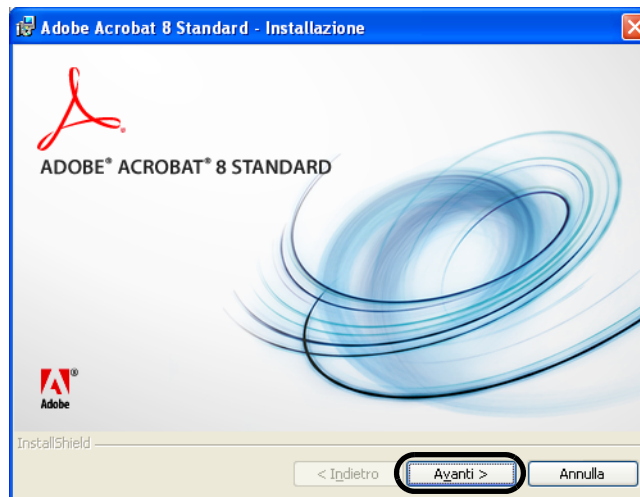 Adobe Acrobat 8 Standard - Installazione
ADOBE® ACROBAT® 8 STANDARD
Adobe
InstallShield
< Indietro Avanti > Annulla